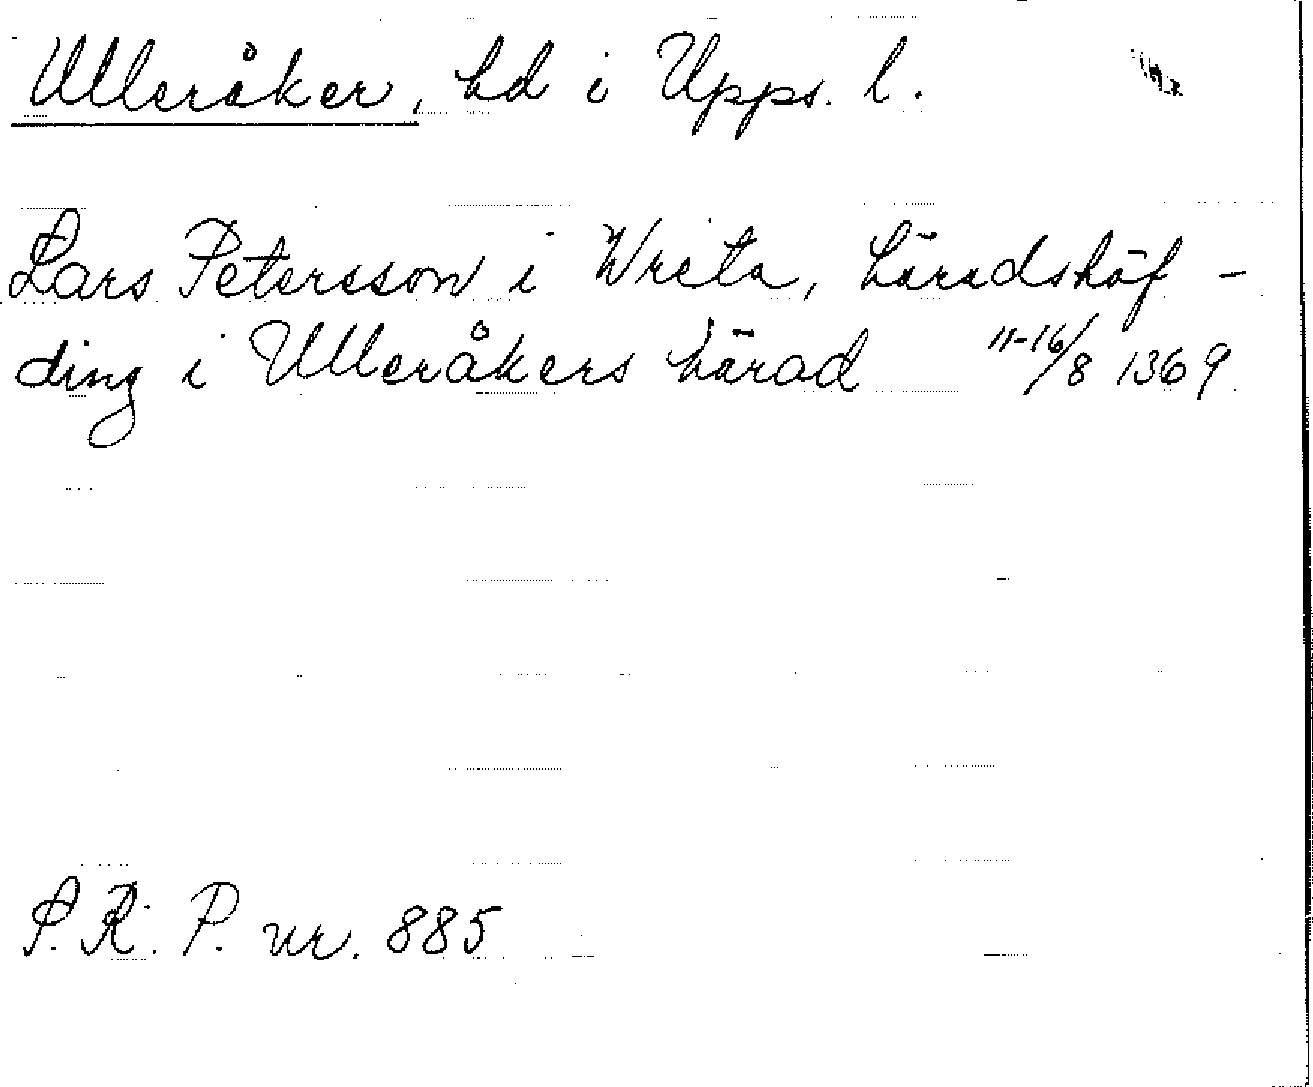 Ulleråker, hd i Upps. l.
Lars Petersson i Wreta, häradshöf-
ding i Ulleråkers härad 11-16/8 1369
P. R. P. nr. 885